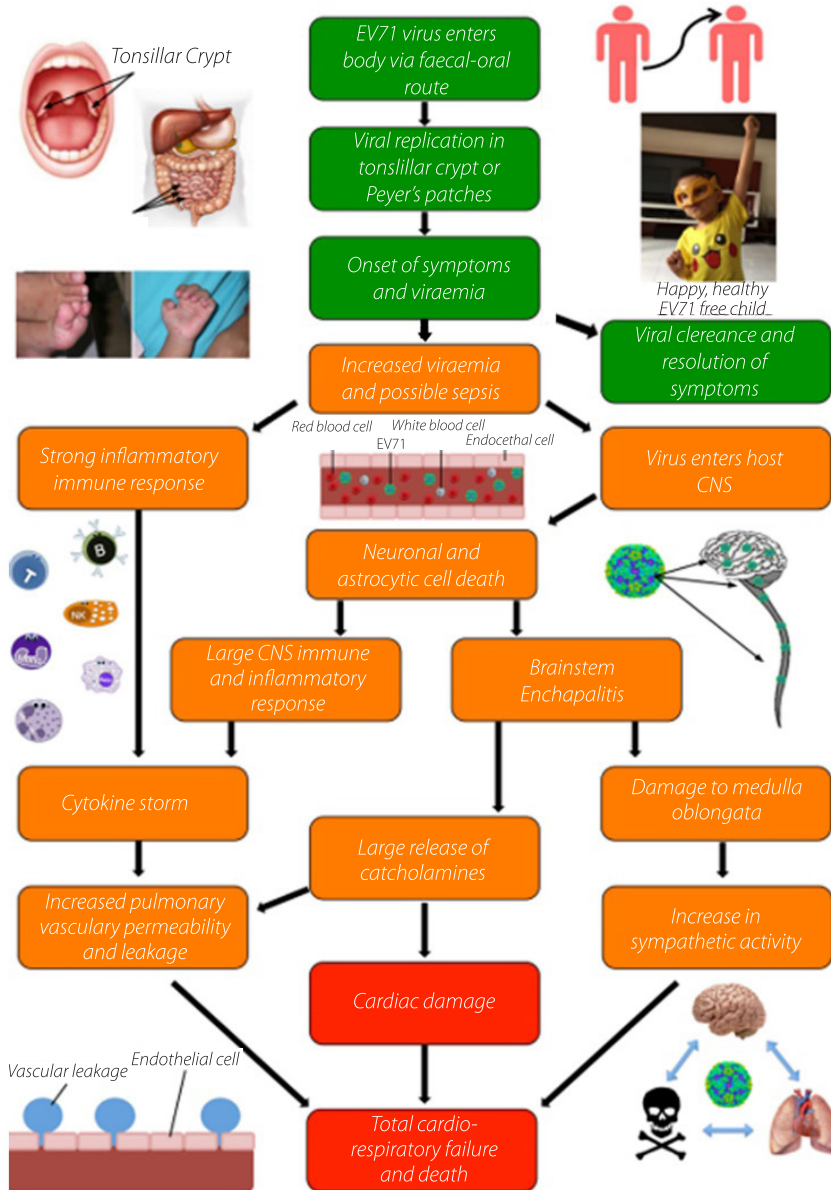 Tonsillar Crypt
EV71 virus enters
body via faecal-oral
route
Viral replication in
tonslillar crypt or
Peyer's patches
Onset of symptoms
and viraemia
Happy, healthy
EV71 free child
Viral clereance and
resolution of
symptoms
Increased viraemia
and possible sepsis
Red blood cell
White blood cell
EV71
Endocethal cell
Strong inflammatory
immune response
Virus enters host
CNS
Neuronal and
astrocytic cell death
T
B
NK
Large CNS immune
and inflammatory
response
Brainstem
Enchapalitis
Cytokine storm
Damage to medulla
oblongata
Large release of
catcholamines
Increased pulmonary
vasculary permeability
and leakage
Increase in
sympathetic activity
Cardiac damage
Vascular leakage
Endothelial cell
Total cardio-
respiratory failure
and death